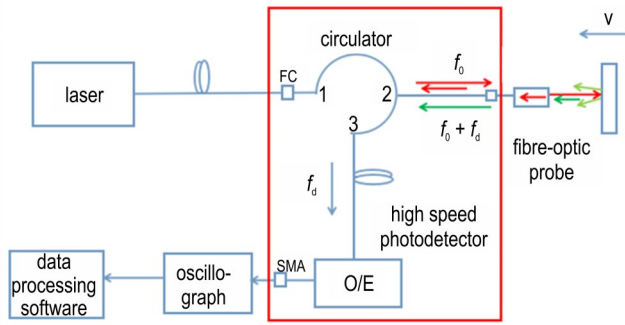 circulator
v
FC
f0
laser
1
2
3
f0 + fd
fibre-optic
probe
fd
high speed
photodetector
SMA
data
processing
software
oscillo-
graph
O/E